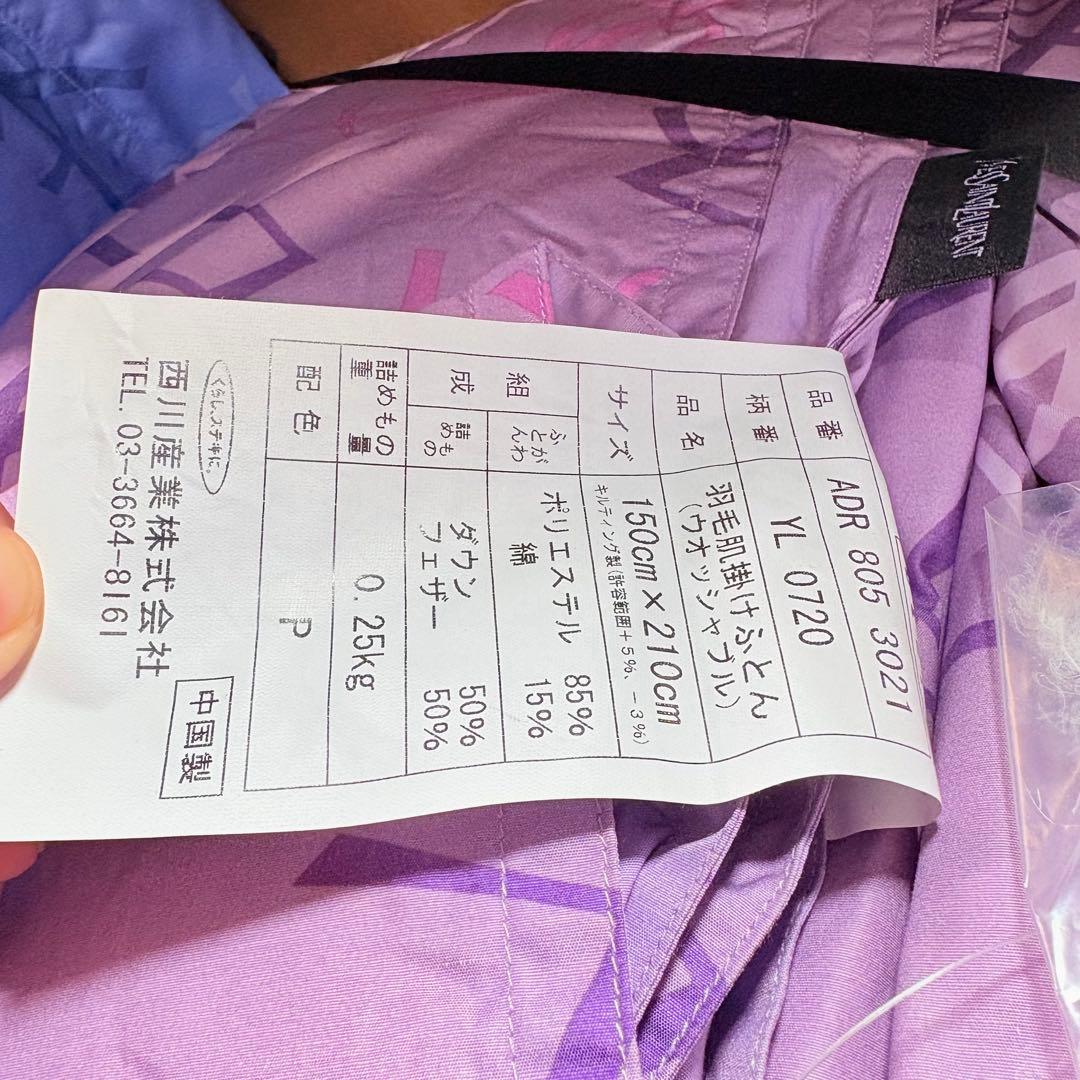 YVESSAINTLAURENT
品番 ADR 805 3021
柄番 YL 0720
品名 羽毛肌掛けふとん
(ウオッシャブル)
サイズ 150cm×210cm
キルティング製(許容範囲+5%、-3%)
組成 ふとんがわ ポリエステル 85%
綿 15%
詰めもの ダウン 50%
フェザー 50%
詰めもの重量 0.25kg
配色 P
中国製
くらしステキに。
西川産業株式会社
TEL.03-3664-8161